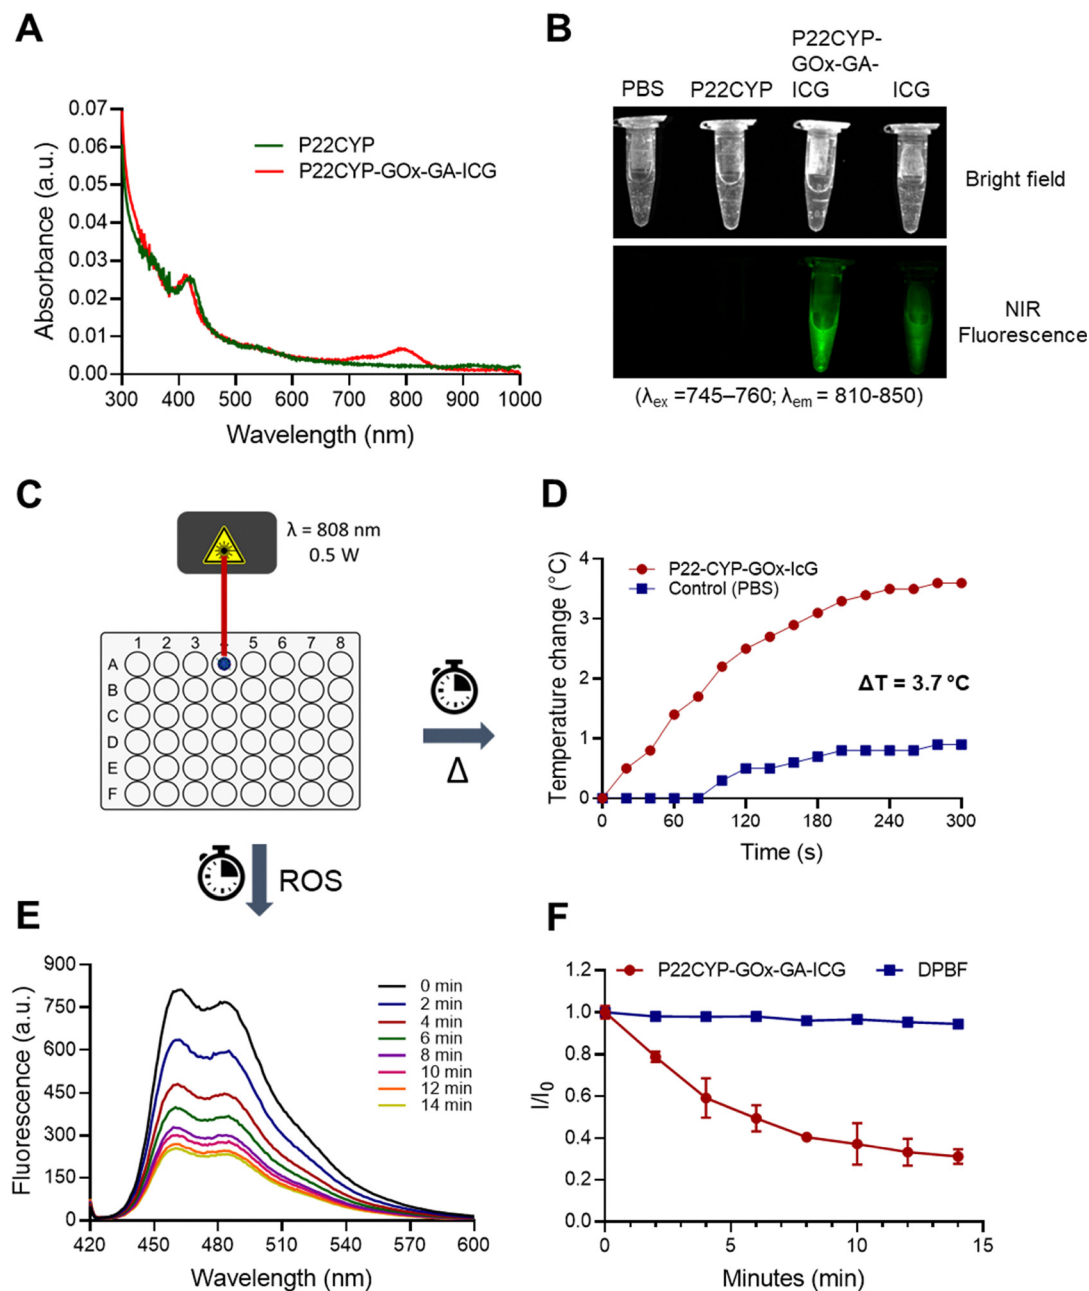 A
0.07
0.06
0.05
0.04
0.03
0.02
0.01
0.00
Absorbance (a.u.)
P22CYP
P22CYP-GOx-GA-ICG
300 400 500 600 700 800 900 1000
Wavelength (nm)
B
PBS
P22CYP
P22CYP-
GOx-GA-
ICG
ICG
Bright field
NIR
Fluorescence
(λex =745–760; λem = 810-850)
C
λ = 808 nm
0.5 W
1 2 3 4 5 6 7 8
A
B
C
D
E
F
Δ
ROS
D
4
3
2
1
0
Temperature change (°C)
P22-CYP-GOx-IcG
Control (PBS)
ΔT = 3.7 °C
0 60 120 180 240 300
Time (s)
E
900
750
600
450
300
150
0
Fluorescence (a.u.)
0 min
2 min
4 min
6 min
8 min
10 min
12 min
14 min
420 450 480 510 540 570 600
Wavelength (nm)
F
P22CYP-GOx-GA-ICG
DPBF
1.2
1.0
0.8
0.6
0.4
0.2
0.0
I/I0
0 5 10 15
Minutes (min)